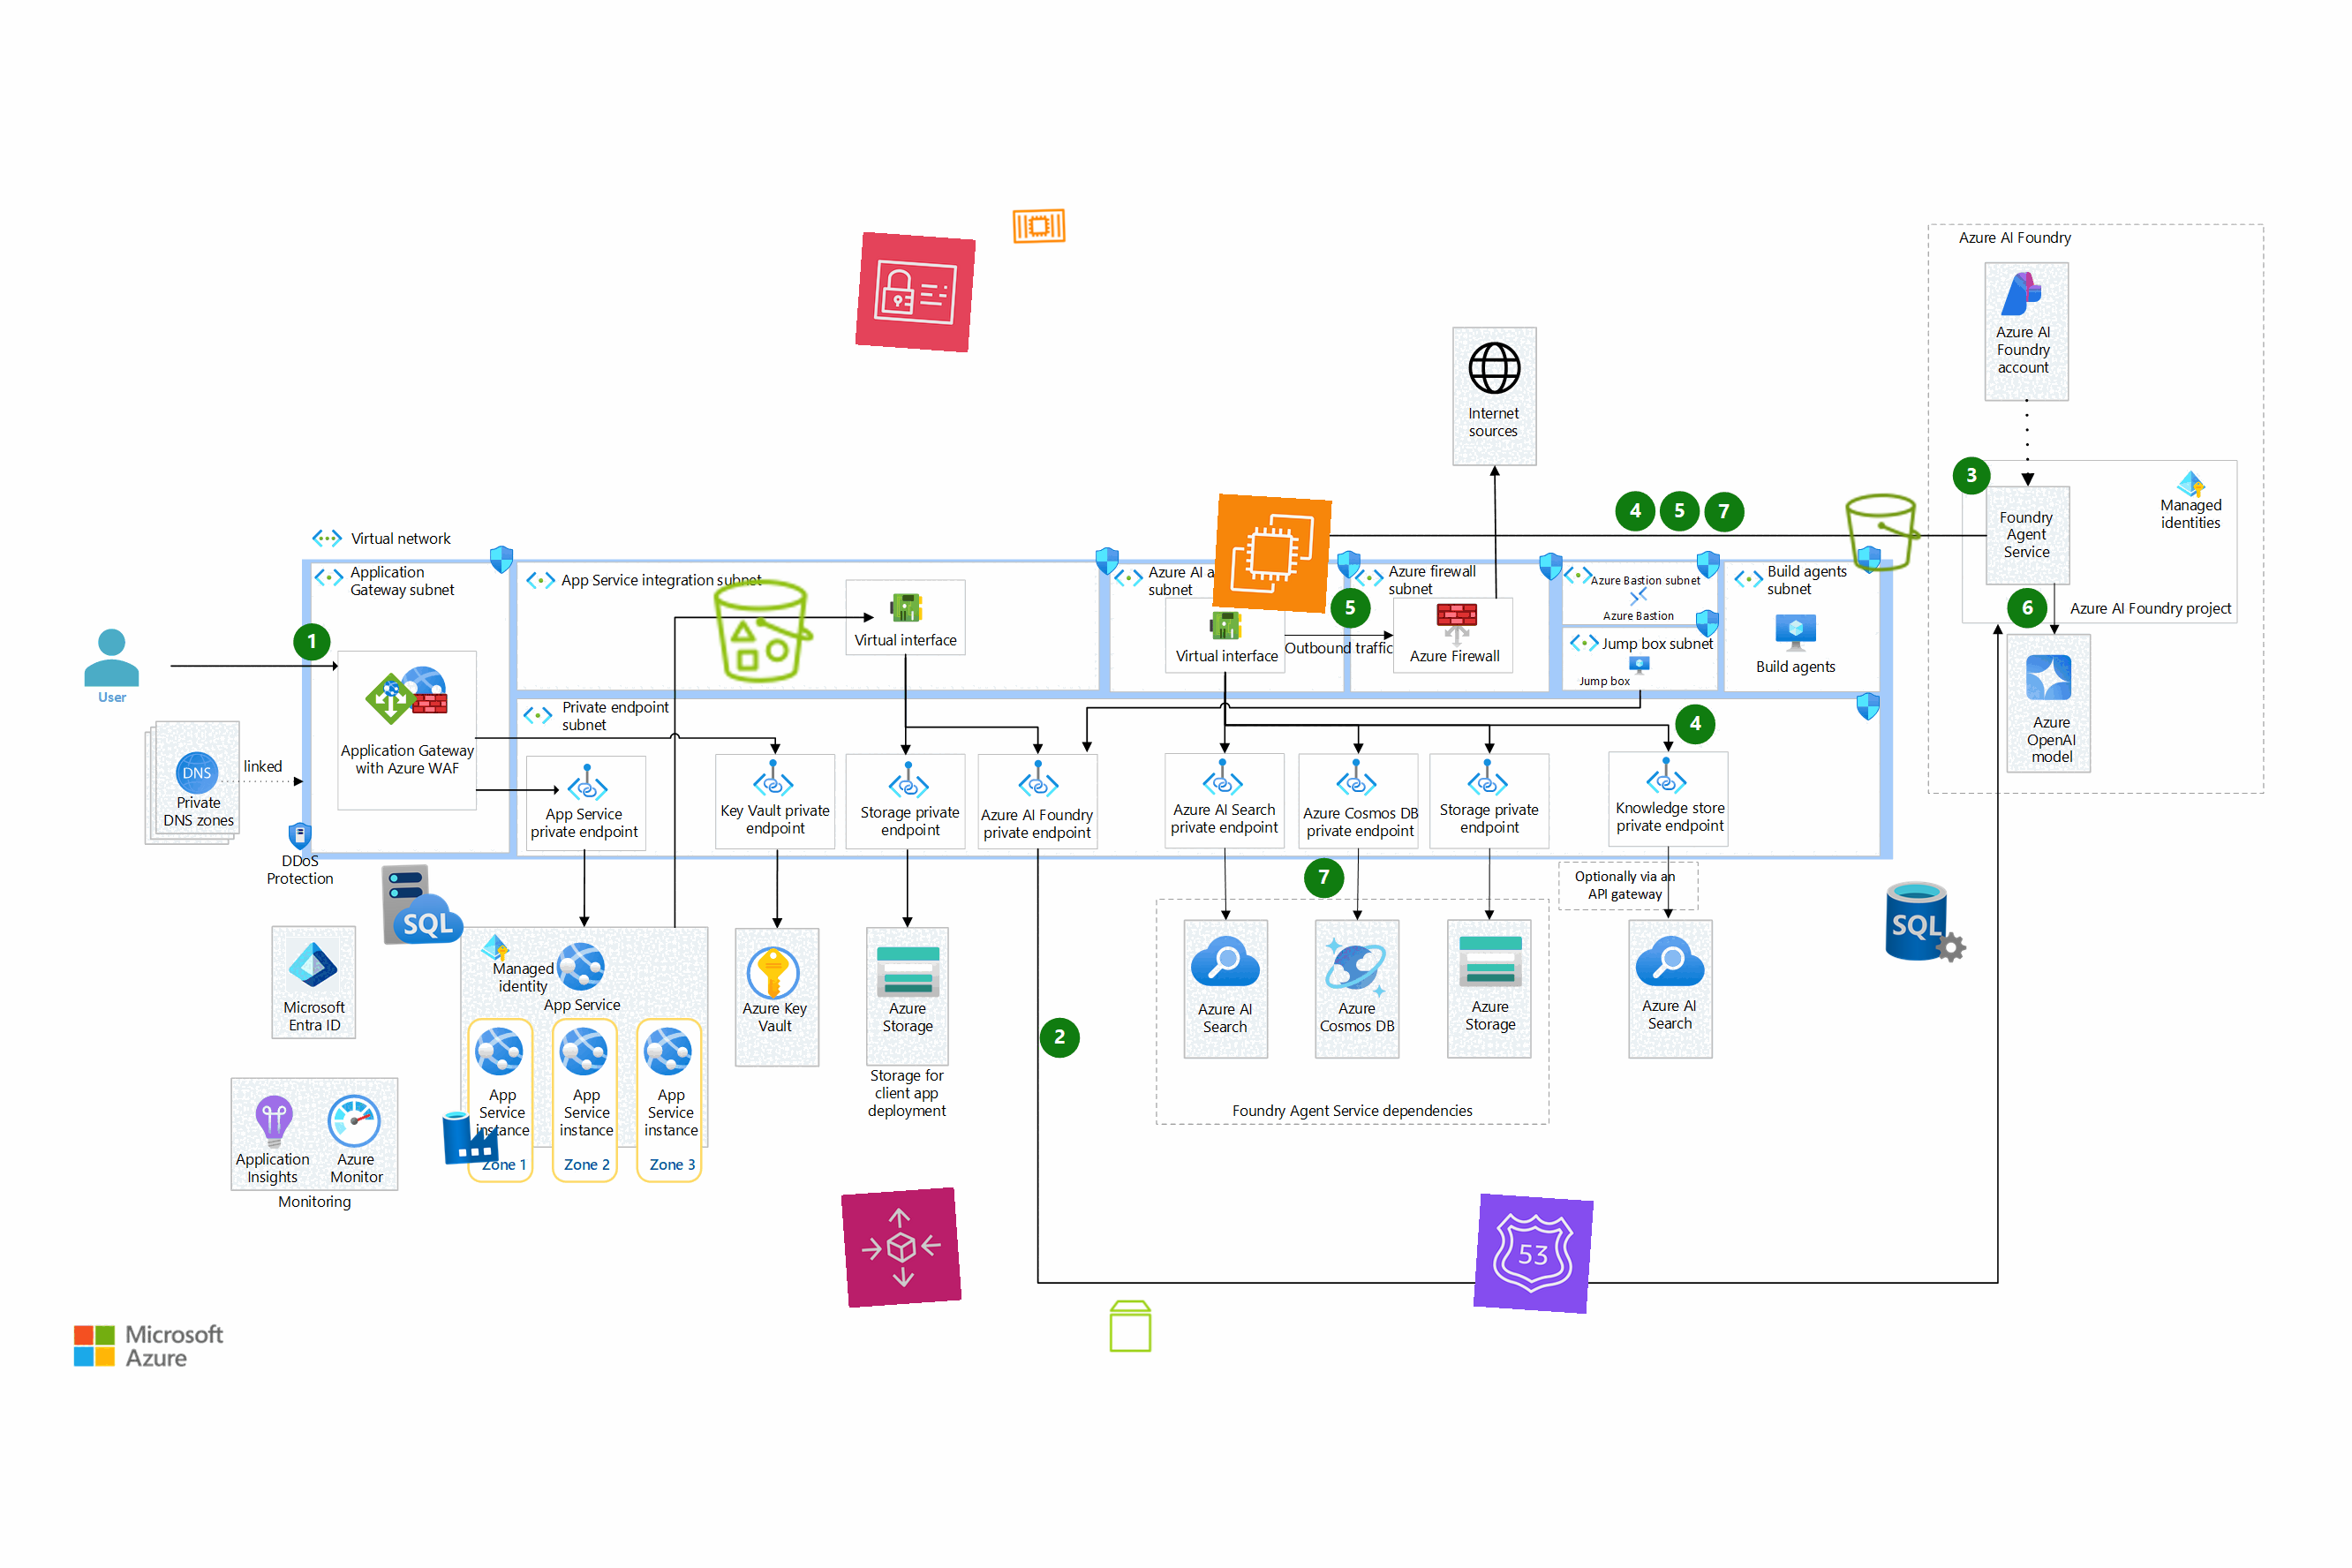 Azure AI Foundry
Azure AI
Foundry
account
Internet
sources
3
Managed
identities
Foundry
Agent
Service
4
5
7
Virtual network
Application
Gateway subnet
App Service integration subnet
Azure AI a
subnet
Azure firewall
subnet
Azure Bastion subnet
Azure Bastion
Build agents
subnet
5
6
Azure AI Foundry project
1
Virtual interface
Virtual interface
Outbound traffic
Azure Firewall
Jump box subnet
Jump box
Build agents
User
Private endpoint
subnet
4
Azure
OpenAI
model
Application Gateway
with Azure WAF
linked
DNS
Private
DNS zones
App Service
private endpoint
Key Vault private
endpoint
Storage private
endpoint
Azure AI Foundry
private endpoint
Azure AI Search
private endpoint
Azure Cosmos DB
private endpoint
Storage private
endpoint
Knowledge store
private endpoint
DDoS
Protection
7
Optionally via an
API gateway
SQL
SQL
Microsoft
Entra ID
Managed
identity
App Service
Azure Key
Vault
Azure
Storage
Azure AI
Search
Azure
Cosmos DB
Azure
Storage
Azure AI
Search
2
Storage for
client app
deployment
App
Service
instance
Zone 1
App
Service
instance
Zone 2
App
Service
instance
Zone 3
Foundry Agent Service dependencies
Application
Insights
Azure
Monitor
Monitoring
53
Microsoft
Azure